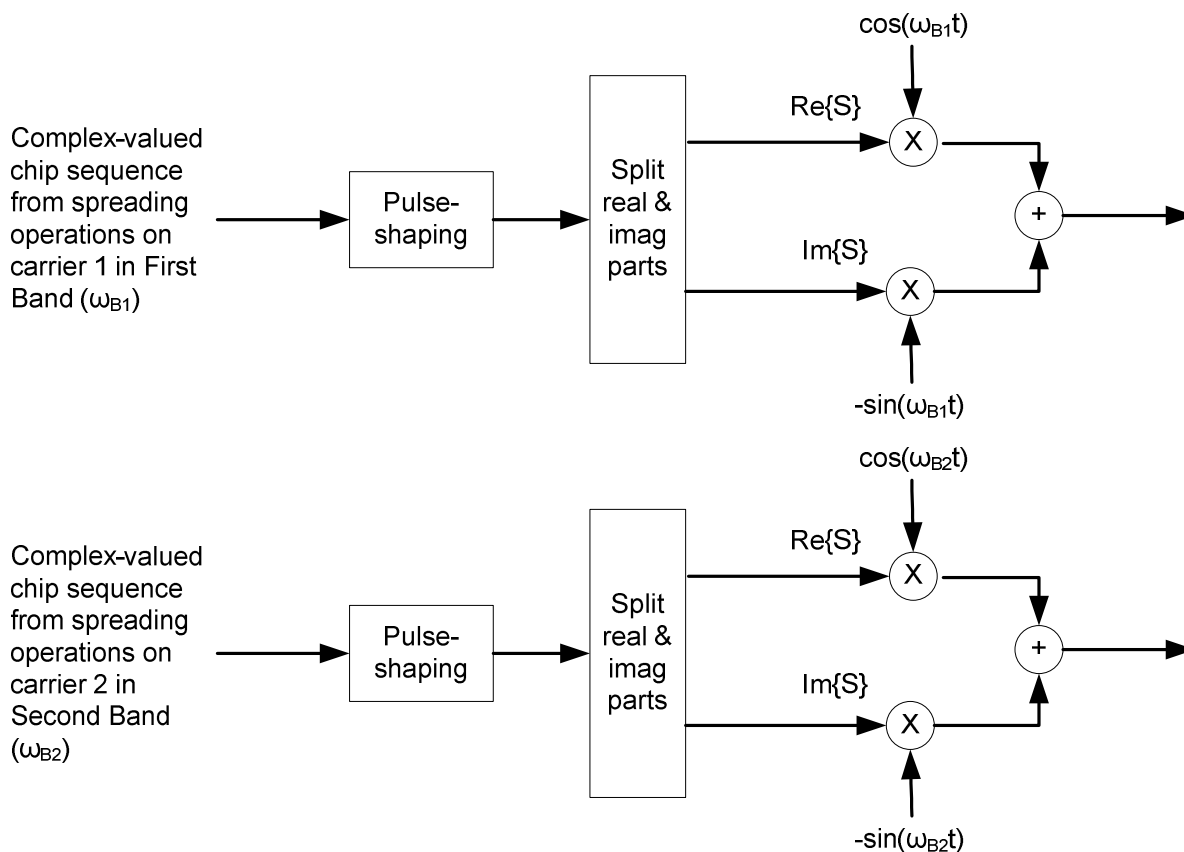 cos(ωB1t)
Complex-valued
chip sequence
from spreading
operations on
carrier 1 in First
Band (ωB1)
Pulse-
shaping
Split
real &
imag
parts
Re{S}
X
Im{S}
X
+
-sin(ωB1t)
cos(ωB2t)
Complex-valued
chip sequence
from spreading
operations on
carrier 2 in
Second Band
(ωB2)
Pulse-
shaping
Split
real &
imag
parts
Re{S}
X
Im{S}
X
+
-sin(ωB2t)